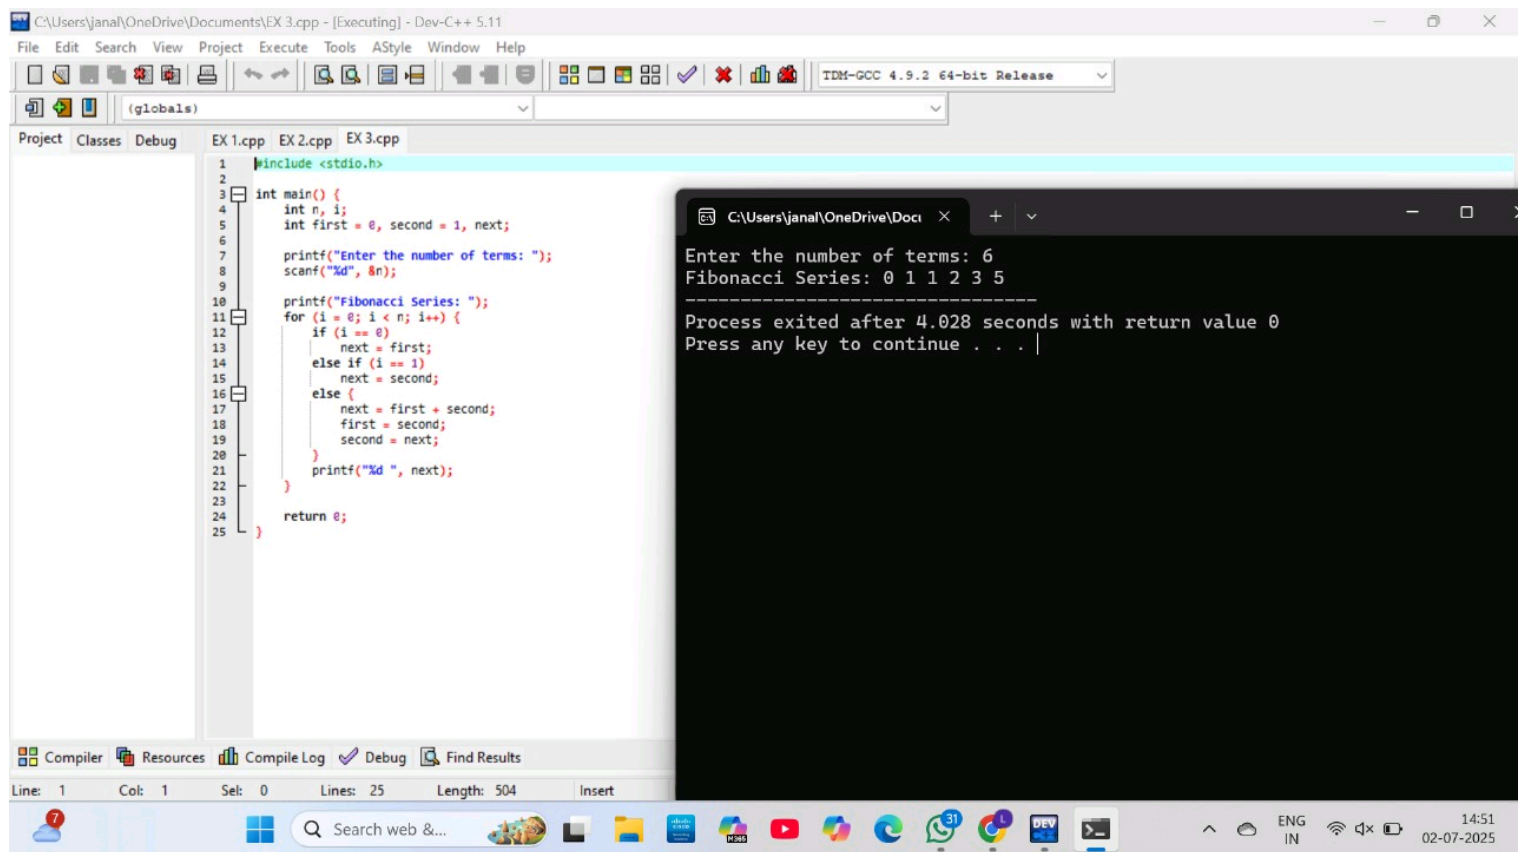 C:\Users\janal\OneDrive\Documents\EX 3.cpp - [Executing] - Dev-C++ 5.11
File Edit Search View Project Execute Tools AStyle Window Help
TDM-GCC 4.9.2 64-bit Release
(globals)
Project Classes Debug
EX 1.cpp EX 2.cpp EX 3.cpp
1 #include <stdio.h>
2
3 int main() {
4 int n, i;
5 int first = 0, second = 1, next;
6
7 printf("Enter the number of terms: ");
8 scanf("%d", &n);
9
10 printf("Fibonacci Series: ");
11 for (i = 0; i < n; i++) {
12 if (i == 0)
13 next = first;
14 else if (i == 1)
15 next = second;
16 else {
17 next = first + second;
18 first = second;
19 second = next;
20 }
21 printf("%d ", next);
22 }
23
24 return 0;
25 }
C:\Users\janal\OneDrive\Docu
Enter the number of terms: 6
Fibonacci Series: 0 1 1 2 3 5
--------------------------------
Process exited after 4.028 seconds with return value 0
Press any key to continue . . .
Compiler Resources Compile Log Debug Find Results
Line: 1 Col: 1 Sel: 0 Lines: 25 Length: 504 Insert
7
Search web &...
M365
31
L
DEV
ENG
IN
14:51
02-07-2025